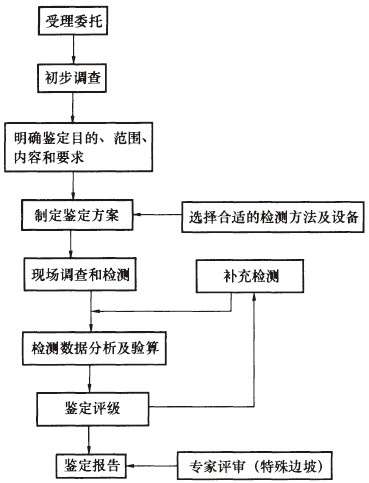 受理委托
初步调查
明确鉴定目的、范围、
内容和要求
制定鉴定方案
选择合适的检测方法及设备
现场调查和检测
补充检测
检测数据分析及验算
鉴定评级
鉴定报告
专家评审（特殊边坡）